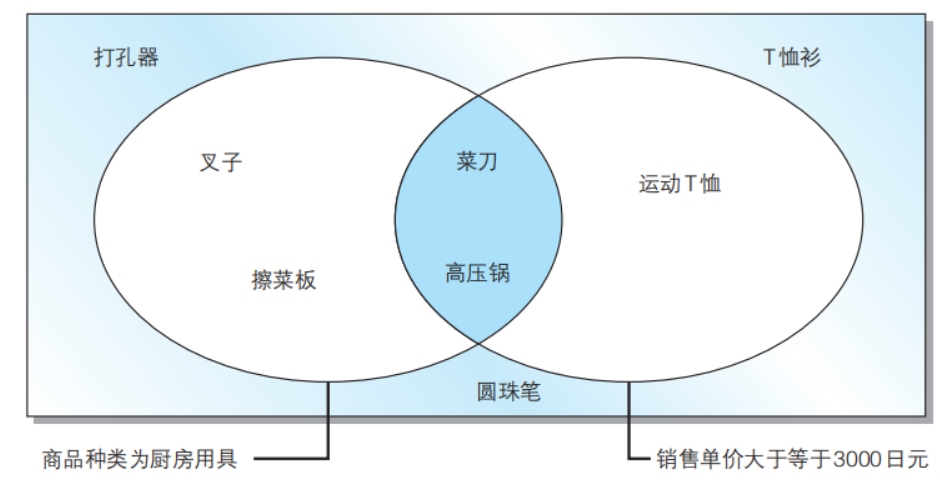 打孔器
T恤衫
叉子
菜刀
运动T恤
擦菜板
高压锅
圆珠笔
商品种类为厨房用具
销售单价大于等于3000日元